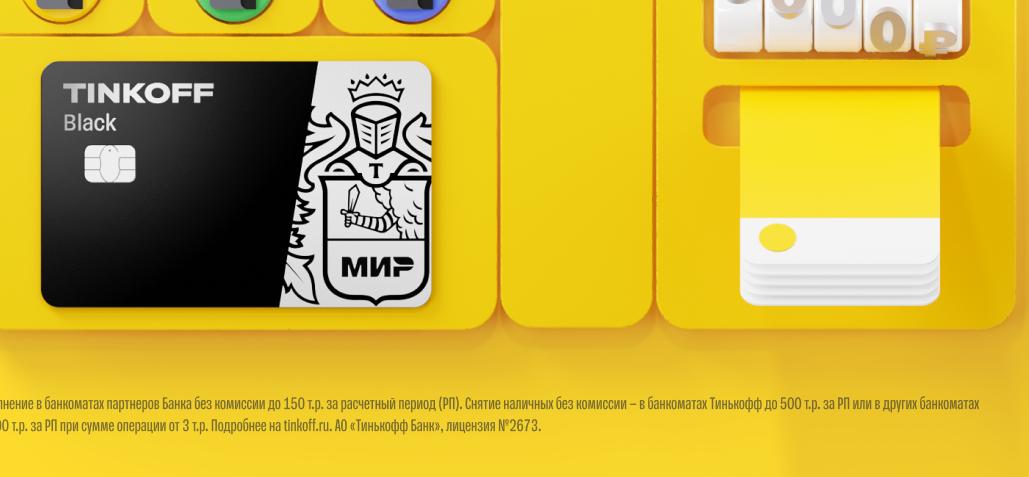 000₽
TINKOFF
Black
T
МИР
лнение в банкоматах партнеров Банка без комиссии до 150 т.р. за расчетный период (РП). Снятие наличных без комиссии – в банкоматах Тинькофф до 500 т.р. за РП или в других банкоматах
0 т.р. за РП при сумме операции от 3 т.р. Подробнее на tinkoff.ru. АО «Тинькофф Банк», лицензия №2673.